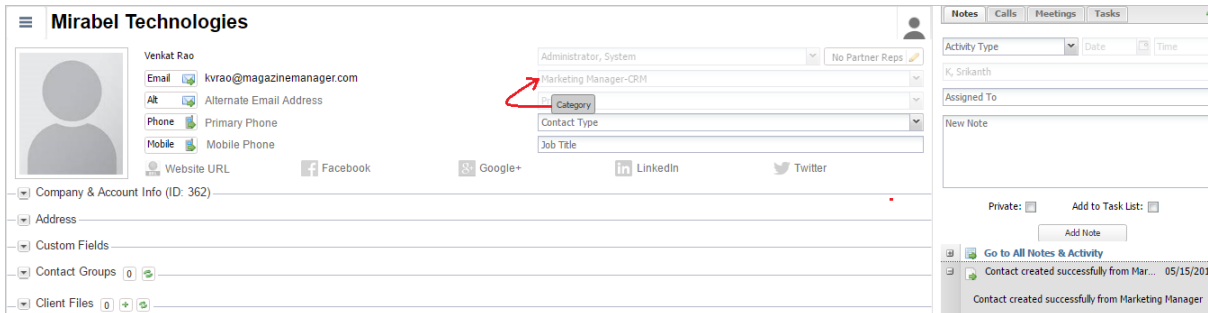 Mirabel Technologies
Venkat Rao
Administrator, System
No Partner Reps
Email kvrao@magazinemanager.com
Marketing Manager-CRM
Alt Alternate Email Address
Category
Phone Primary Phone
Contact Type
Mobile Mobile Phone
Job Title
Website URL Facebook Google+ LinkedIn Twitter
Company & Account Info (ID: 362)
Address
Custom Fields
Contact Groups 0
Client Files 0
Notes Calls Meetings Tasks
Activity Type Date Time
K, Srikanth
Assigned To
New Note
Private: Add to Task List:
Add Note
Go to All Notes & Activity
Contact created successfully from Mar... 05/15/201
Contact created successfully from Marketing Manager